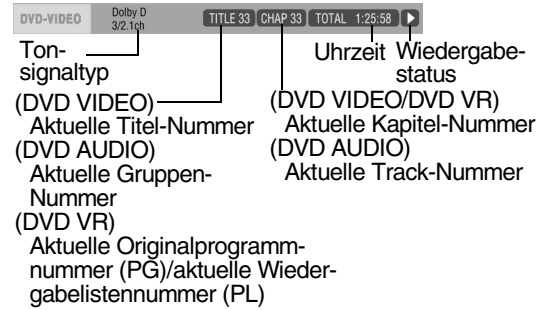 DVD-VIDEO Dolby D 3/2.1ch TITLE 33 CHAP 33 TOTAL 1:25:58
Ton-
signaltyp
Uhrzeit
Wiedergabe-
status
(DVD VIDEO)
Aktuelle Titel-Nummer
(DVD AUDIO)
Aktuelle Gruppen-
Nummer
(DVD VR)
Aktuelle Originalprogramm-
nummer (PG)/aktuelle Wieder-
gabelistennummer (PL)
(DVD VIDEO/DVD VR)
Aktuelle Kapitel-Nummer
(DVD AUDIO)
Aktuelle Track-Nummer